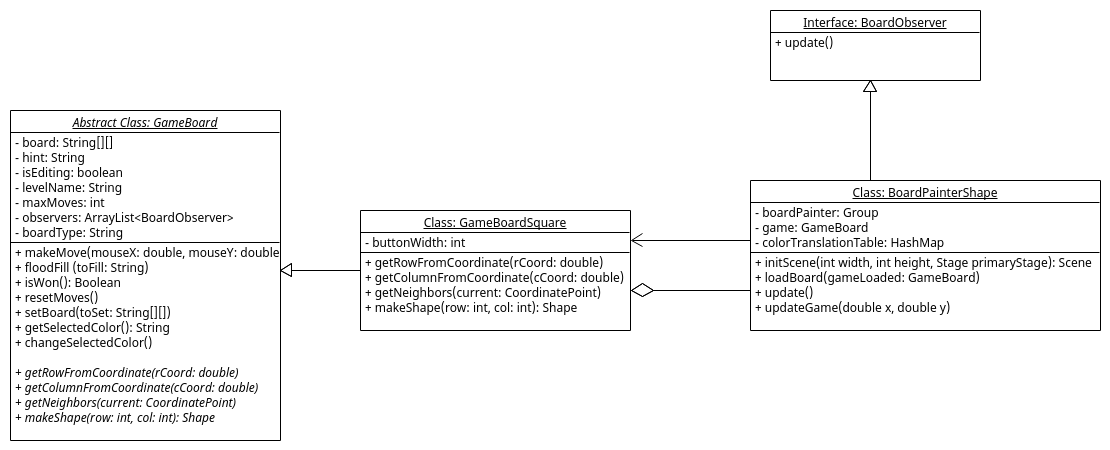 Interface: BoardObserver
+ update()
Abstract Class: GameBoard
- board: String[][]
- hint: String
- isEditing: boolean
- levelName: String
- maxMoves: int
- observers: ArrayList<BoardObserver>
- boardType: String
+ makeMove(mouseX: double, mouseY: double
+ floodFill (toFill: String)
+ isWon(): Boolean
+ resetMoves()
+ setBoard(toSet: String[][])
+ getSelectedColor(): String
+ changeSelectedColor()
+ getRowFromCoordinate(rCoord: double)
+ getColumnFromCoordinate(cCoord: double)
+ getNeighbors(current: CoordinatePoint)
+ makeShape(row: int, col: int): Shape
Class: GameBoardSquare
- buttonWidth: int
+ getRowFromCoordinate(rCoord: double)
+ getColumnFromCoordinate(cCoord: double)
+ getNeighbors(current: CoordinatePoint)
+ makeShape(row: int, col: int): Shape
Class: BoardPainterShape
- boardPainter: Group
- game: GameBoard
- colorTranslationTable: HashMap
+ initScene(int width, int height, Stage primaryStage): Scene
+ loadBoard(gameLoaded: GameBoard)
+ update()
+ updateGame(double x, double y)